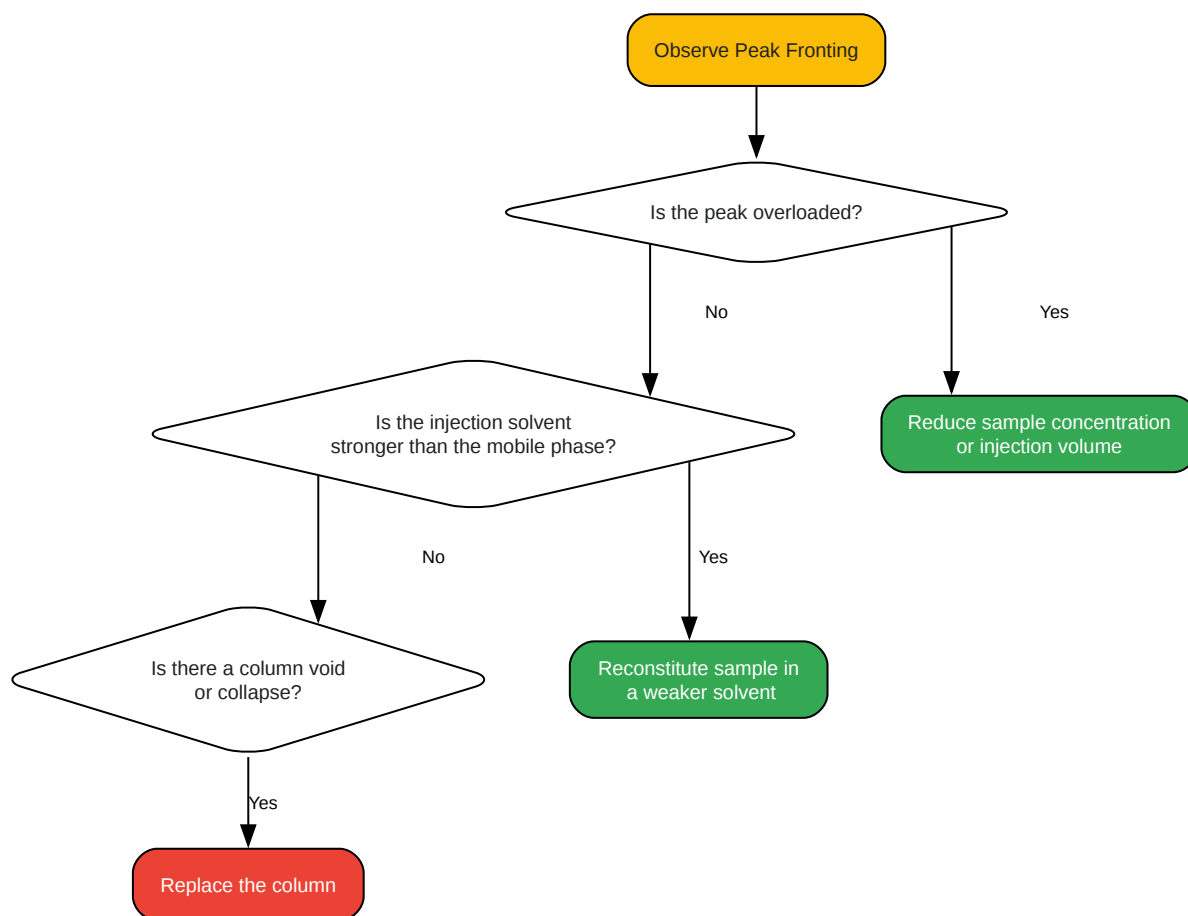 Observe Peak Fronting
Is the peak overloaded?
No
Yes
Is the injection solvent
stronger than the mobile phase?
Reduce sample concentration
or injection volume
No
Yes
Is there a column void
or collapse?
Reconstitute sample in
a weaker solvent
Yes
Replace the column